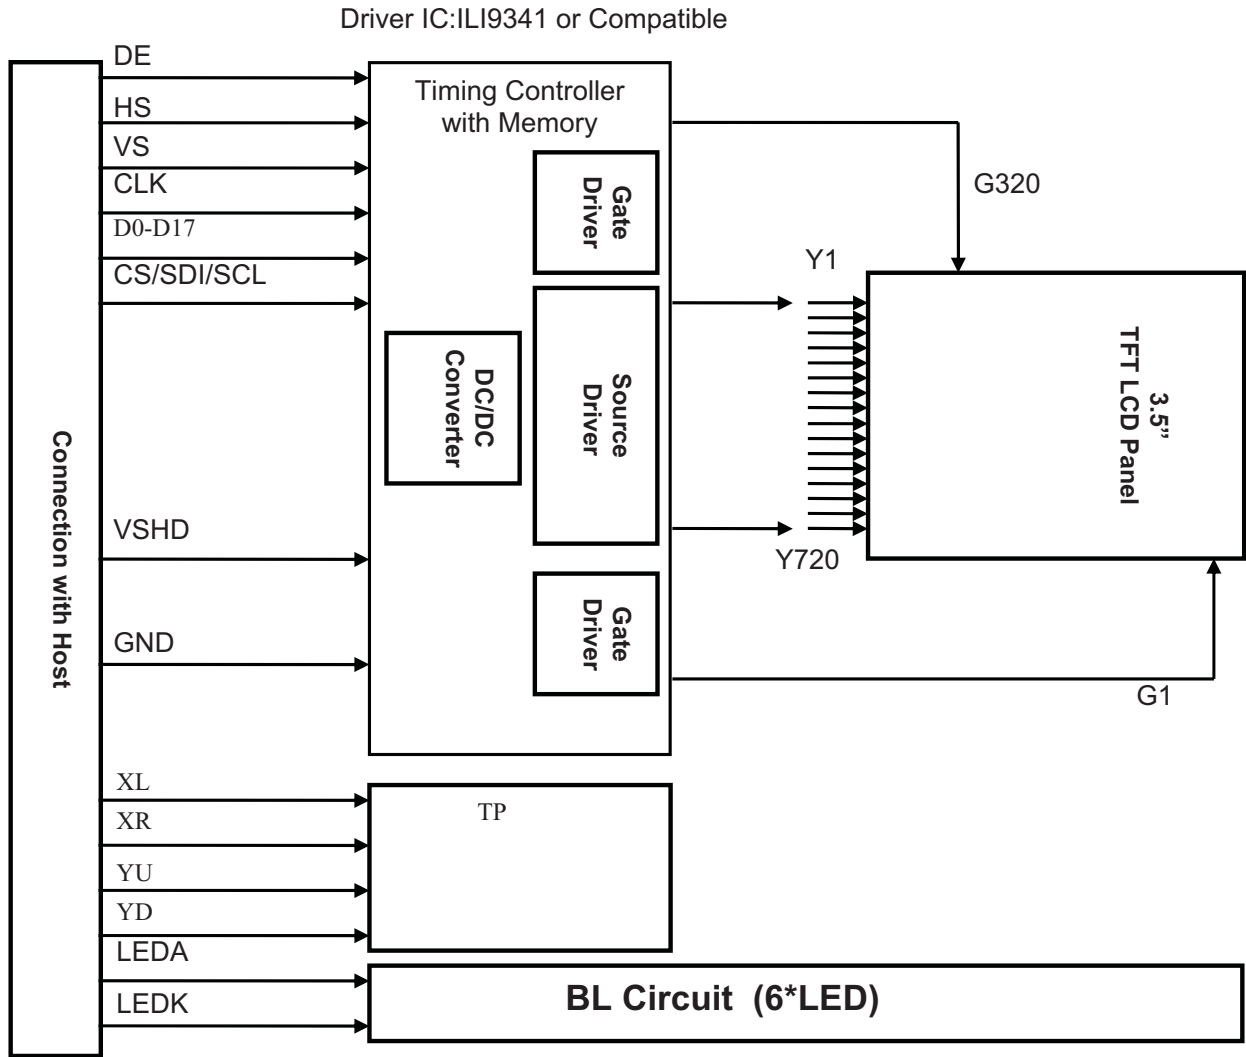 Driver IC:ILI9341 or Compatible
DE
HS
VS
CLK
D0-D17
CS/SDI/SCL
VSHD
GND
XL
XR
YU
YD
LEDA
LEDK
Connection with Host
Timing Controller
with Memory
Gate
Driver
DC/DC
Converter
Source
Driver
Gate
Driver
G320
Y1
Y720
G1
3.5”
TFT LCD Panel
TP
BL Circuit (6*LED)